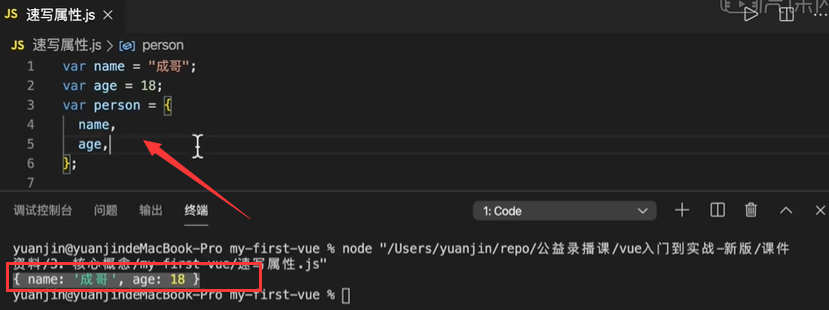 JS 速写属性.js ×
JS 速写属性.js > person
1 var name = "成哥";
2 var age = 18;
3 var person = {
4 name,
5 age,
6 };
7
调试控制台 问题 输出 终端 1: Code
yuanjin@yuanjindeMacBook-Pro my-first-vue % node "/Users/yuanjin/repo/公益录播课/vue入门到实战-新版/课件
资料/3. 核心概念/my-first-vue/速写属性.js"
{ name: '成哥', age: 18 }
yuanjin@yuanjindeMacBook-Pro my-first-vue %